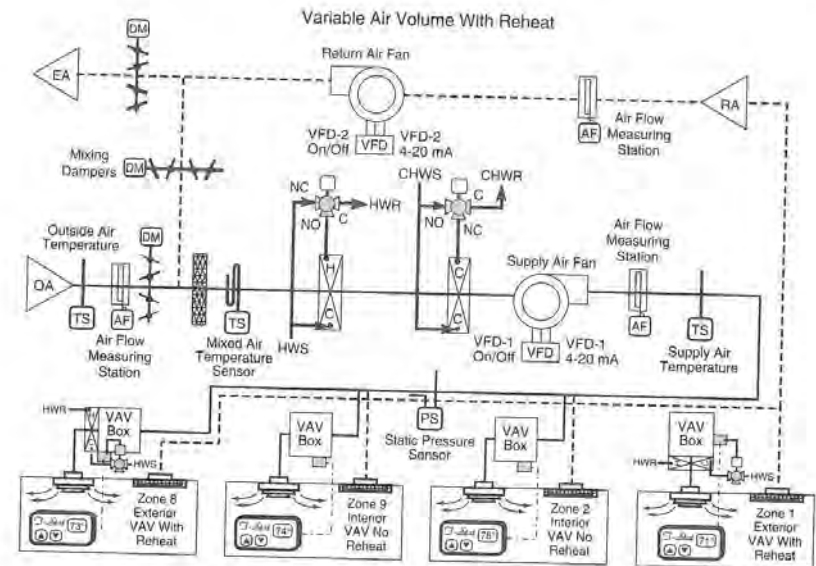 Variable Air Volume With Reheat
DM
Return Air Fan
EA
RA
VFD-2
On/Off
VFD
VFD-2
4-20 mA
AF
Air Flow
Measuring
Station
Mixing
Dampers
DM
NC
C
HWR
NO
CHWS
C
CHWR
NO
NC
Outside Air
Temperature
DM
OA
TS
AF
Air Flow
Measuring
Station
TS
Mixed Air
Temperature
Sensor
H
C
HWS
C
C
Supply Air Fan
VFD-1
On/Off
VFD
VFD-1
4-20 mA
Air Flow
Measuring
Station
AF
TS
Supply Air
Temperature
HWR
H
VAV
Box
HWS
VAV
Box
PS
Static Pressure
Sensor
VAV
Box
VAV
Box
HWR
HWS
Zone 8
Exterior
VAV With
Reheat
73°
Zone 9
Interior
VAV No
Reheat
74°
Zone 2
Interior
VAV No
Reheat
Zone 1
Exterior
VAV With
Reheat
71°